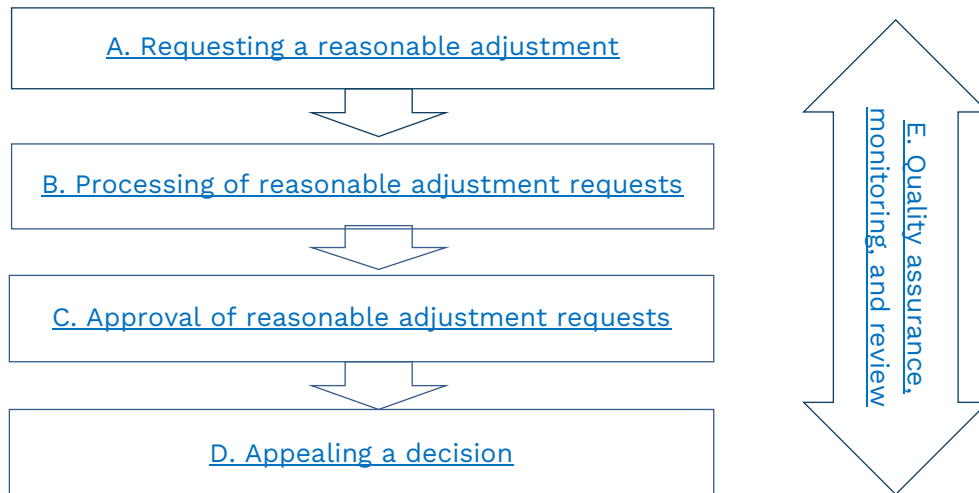 A. Requesting a reasonable adjustment
B. Processing of reasonable adjustment requests
C. Approval of reasonable adjustment requests
D. Appealing a decision
E. Quality assurance,
monitoring, and review